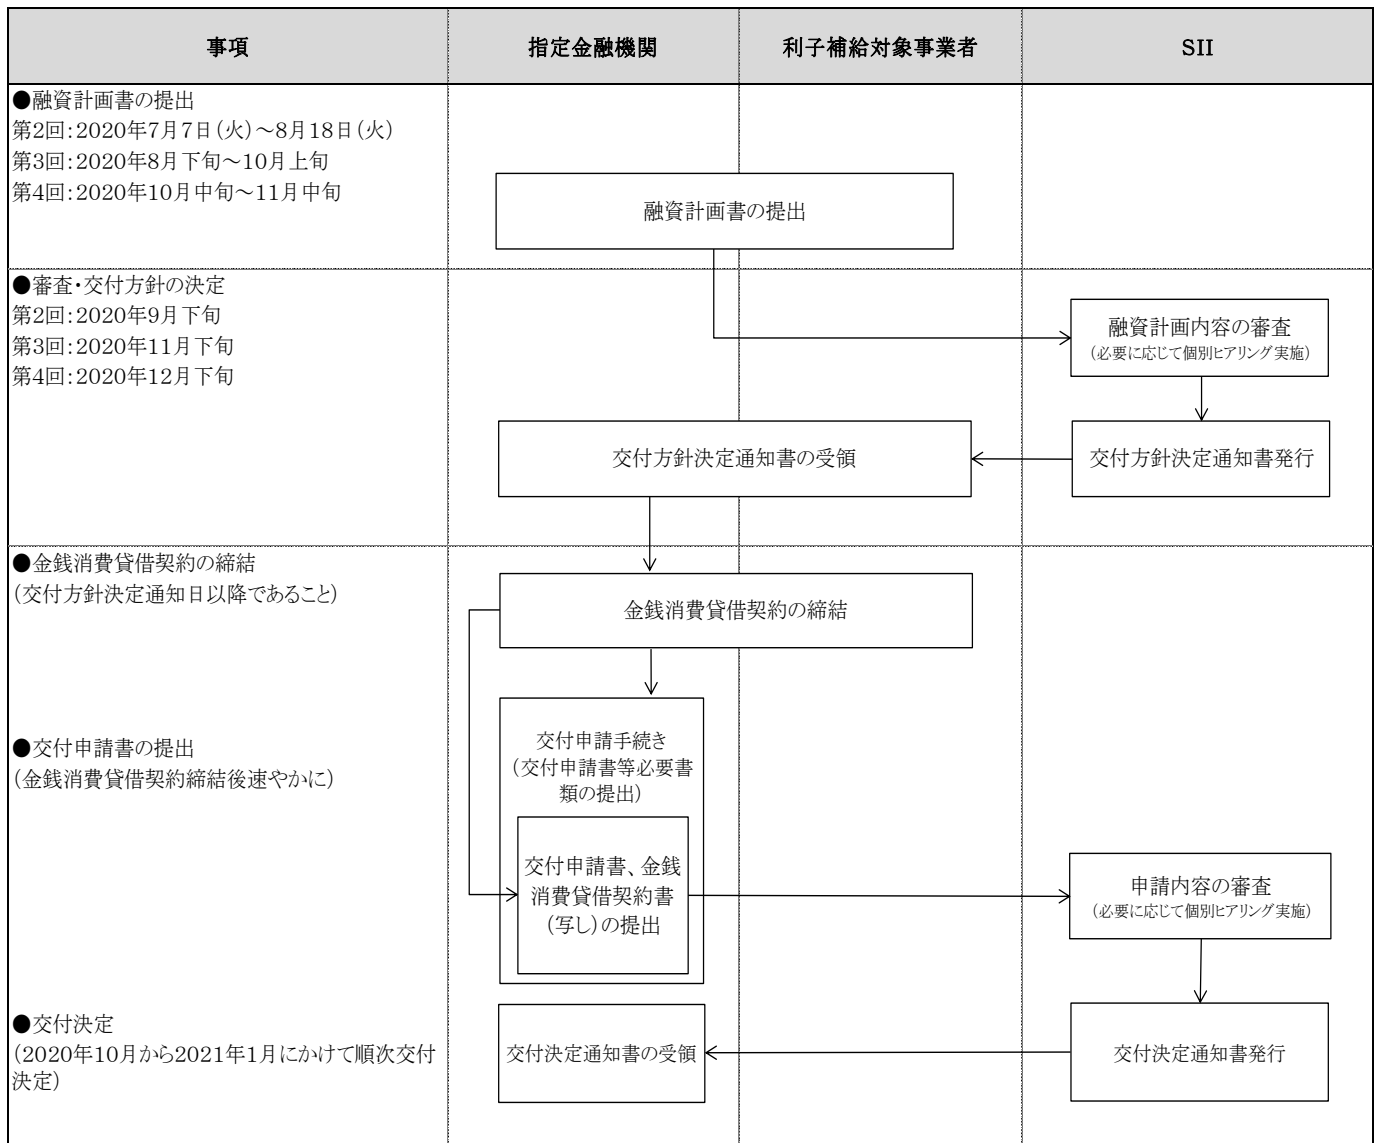 事項
指定金融機関
利子補給対象事業者
SII
●融資計画書の提出
第2回：2020年7月7日（火）～8月18日（火）
第3回：2020年8月下旬～10月上旬
第4回：2020年10月中旬～11月中旬
融資計画書の提出
●審査・交付方針の決定
第2回：2020年9月下旬
第3回：2020年11月下旬
第4回：2020年12月下旬
融資計画内容の審査
（必要に応じて個別ヒアリング実施）
交付方針決定通知書の受領
交付方針決定通知書発行
●金銭消費貸借契約の締結
（交付方針決定通知日以降であること）
金銭消費貸借契約の締結
●交付申請書の提出
（金銭消費貸借契約締結後速やかに）
交付申請手続き
（交付申請書等必要書
類の提出）
交付申請書、金銭
消費貸借契約書
（写し）の提出
申請内容の審査
（必要に応じて個別ヒアリング実施）
●交付決定
（2020年10月から2021年1月にかけて順次交付
決定）
交付決定通知書の受領
交付決定通知書発行